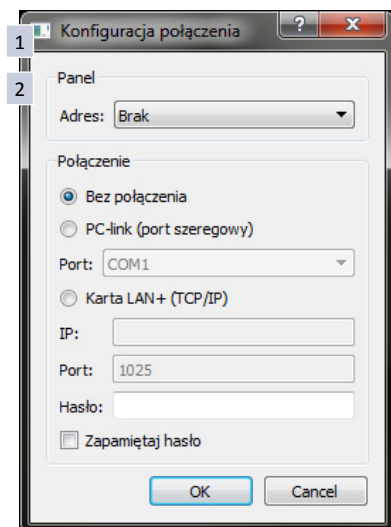 1
Konfiguracja połączenia
?
X
2
Panel
Adres: Brak
Połączenie
Bez połączenia
PC-link (port szeregowy)
Port: COM1
Karta LAN+ (TCP/IP)
IP:
Port: 1025
Hasło:
Zapamiętaj hasło
OK Cancel